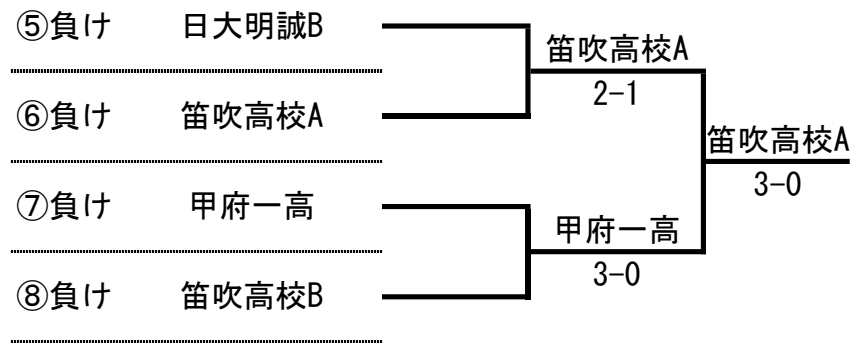 ⑤負け 日大明誠B
笛吹高校A
2-1
⑥負け 笛吹高校A
笛吹高校A
3-0
⑦負け 甲府一高
甲府一高
3-0
⑧負け 笛吹高校B